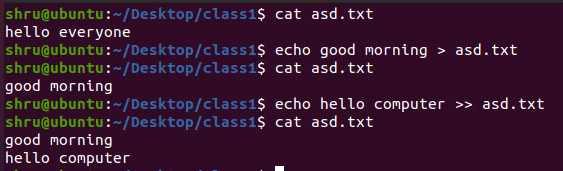 shru@ubuntu:~/Desktop/class1$ cat asd.txt
hello everyone
shru@ubuntu:~/Desktop/class1$ echo good morning > asd.txt
shru@ubuntu:~/Desktop/class1$ cat asd.txt
good morning
shru@ubuntu:~/Desktop/class1$ echo hello computer >> asd.txt
shru@ubuntu:~/Desktop/class1$ cat asd.txt
good morning
hello computer
shru@ubuntu:~/Desktop/class1$